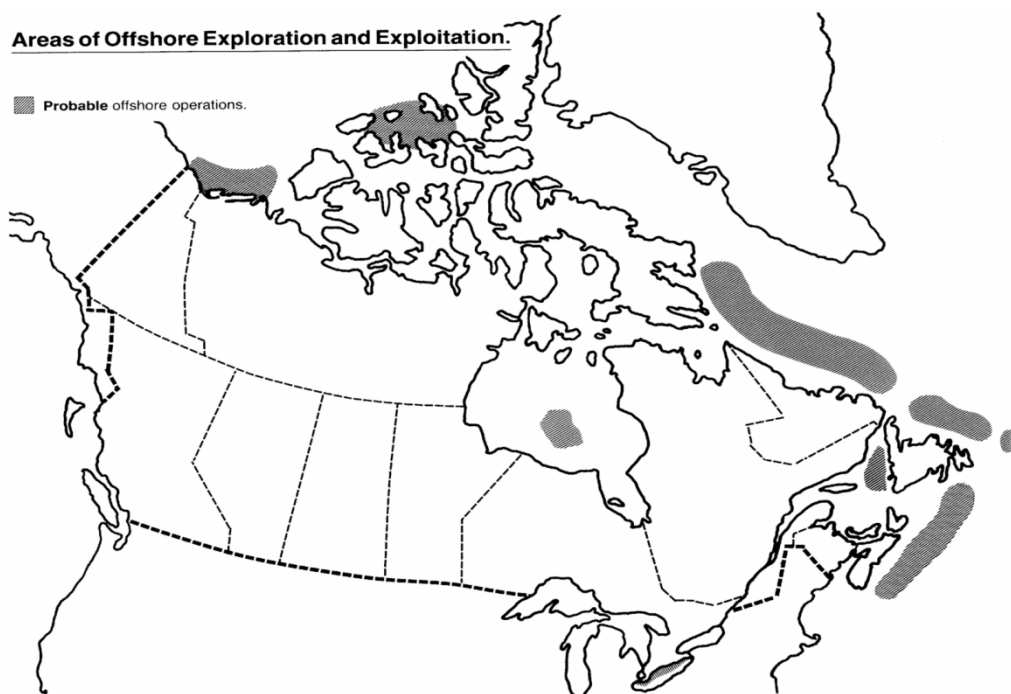 Areas of Offshore Exploration and Exploitation.
Probable offshore operations.